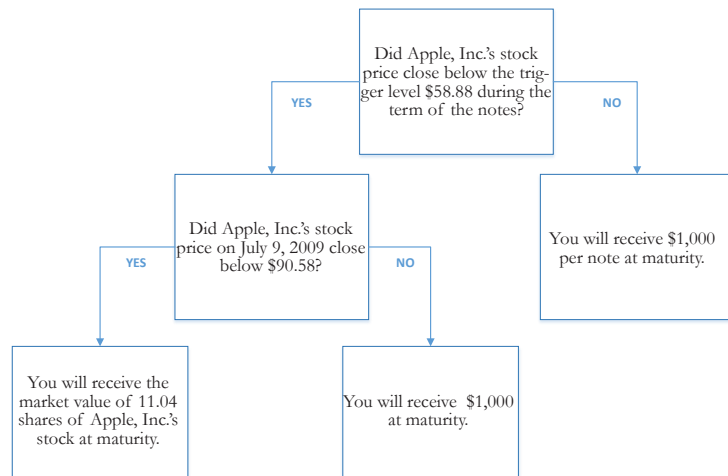 Did Apple, Inc.'s stock
price close below the trig-
ger level $58.88 during the
term of the notes?
YES
NO
Did Apple, Inc.'s stock
price on July 9, 2009 close
below $90.58?
You will receive $1,000
per note at maturity.
YES
NO
You will receive the
market value of 11.04
shares of Apple, Inc.'s
stock at maturity.
You will receive $1,000
at maturity.